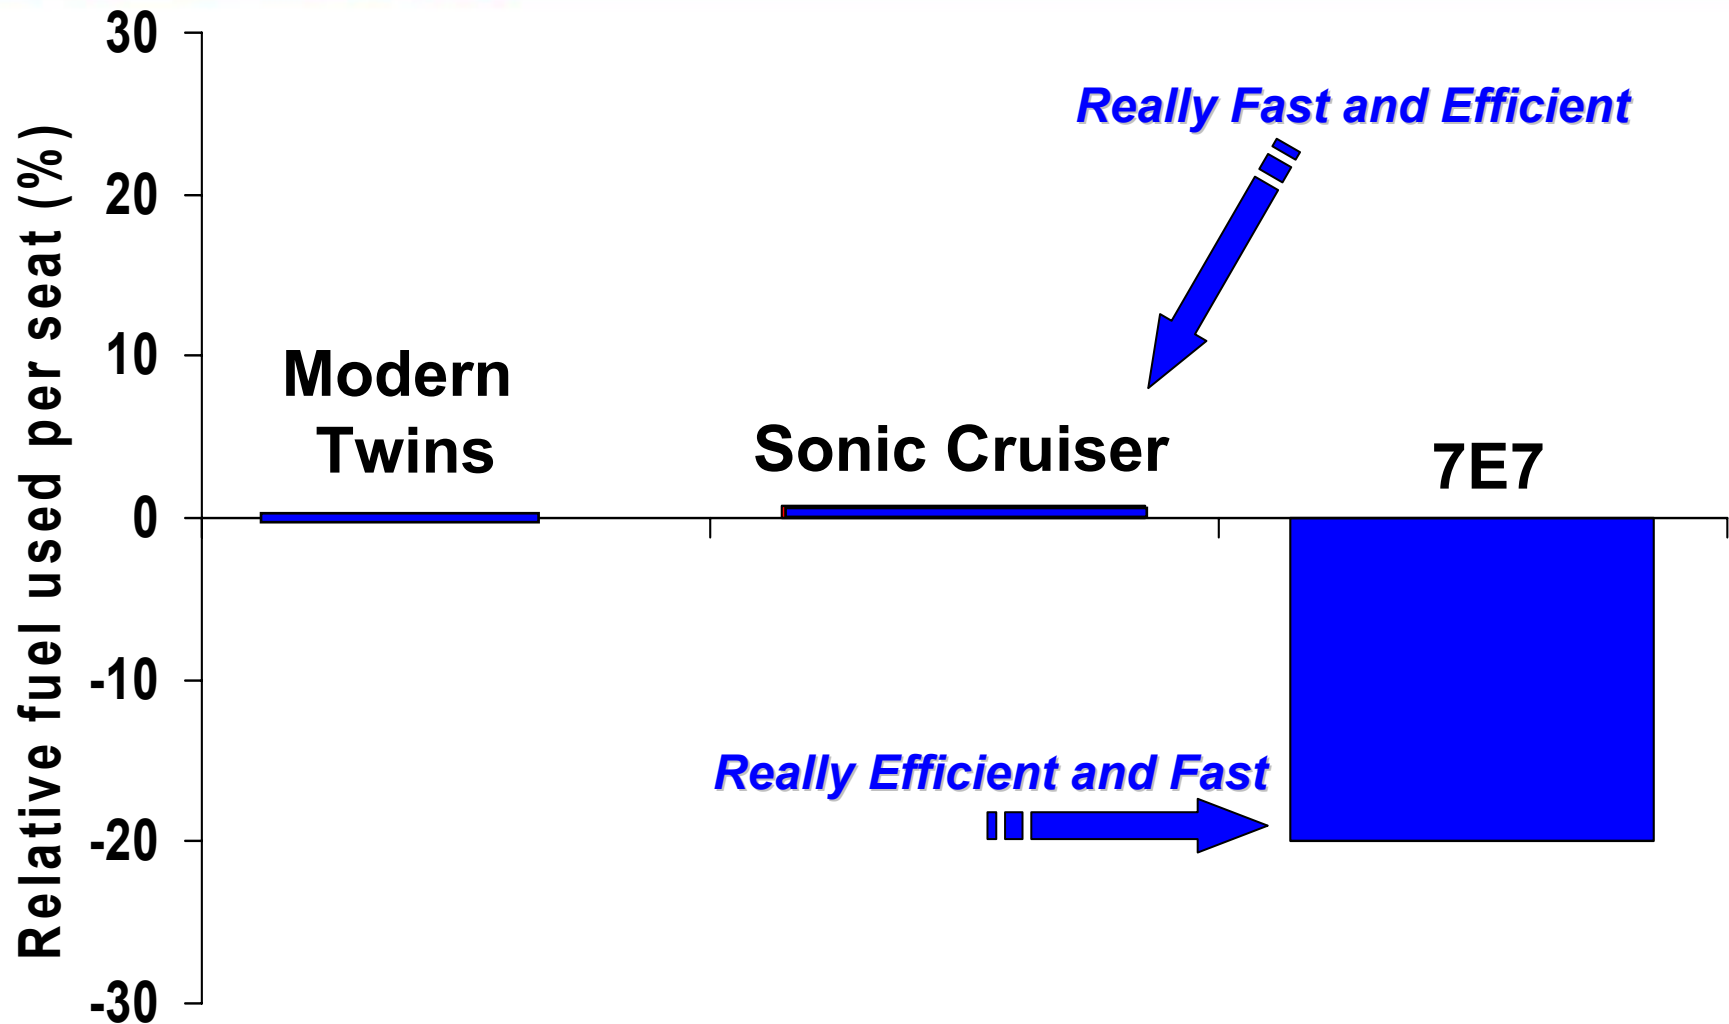 Relative fuel used per seat (%)
30
20
10
0
-10
-20
-30
Really Fast and Efficient
Modern
Twins
Sonic Cruiser
7E7
Really Efficient and Fast